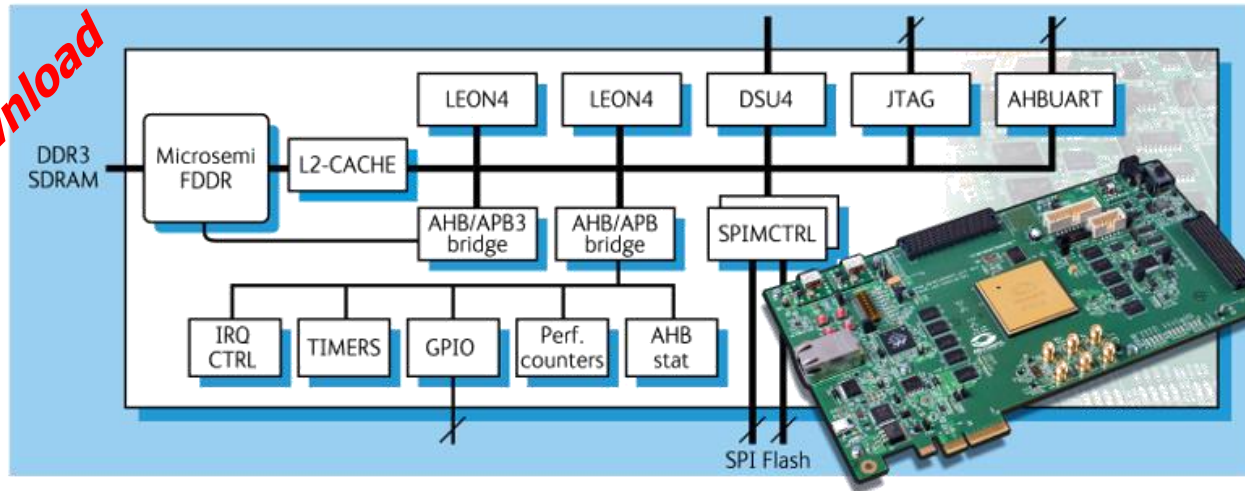 nload
LEON4
LEON4
DSU4
JTAG
AHBUART
DDR3
SDRAM
Microsemi
FDDR
L2-CACHE
AHB/APB3
bridge
AHB/APB
bridge
SPIMCTRL
IRQ
CTRL
TIMERS
GPIO
Perf.
counters
AHB
stat
SPI Flash